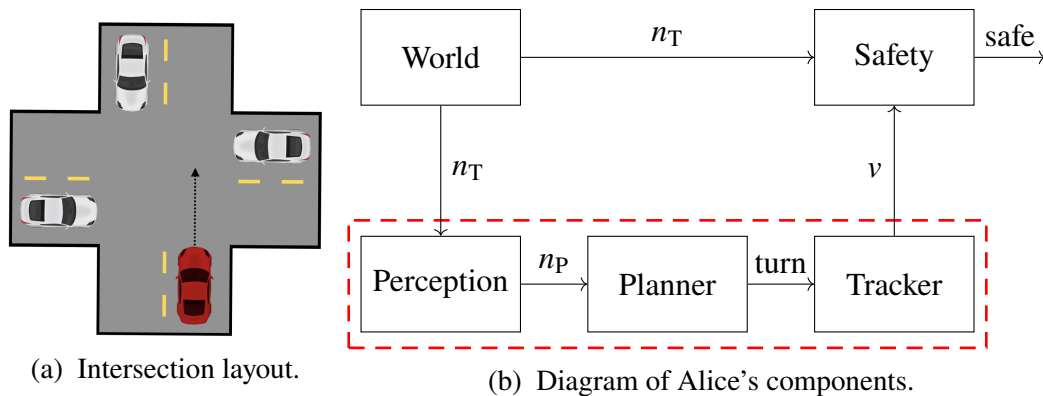 World
n_T
Safety
safe
n_T
v
Perception
n_P
Planner
turn
Tracker
(a) Intersection layout.
(b) Diagram of Alice's components.